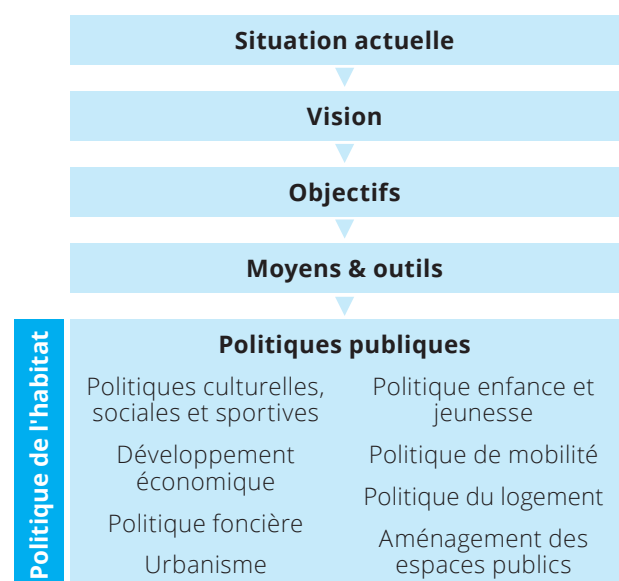 Situation actuelle
Vision
Objectifs
Moyens & outils
Politique de l'habitat
Politiques publiques
Politiques culturelles,
sociales et sportives
Développement
économique
Politique foncière
Urbanisme
Politique enfance et
jeunesse
Politique de mobilité
Politique du logement
Aménagement des
espaces publics